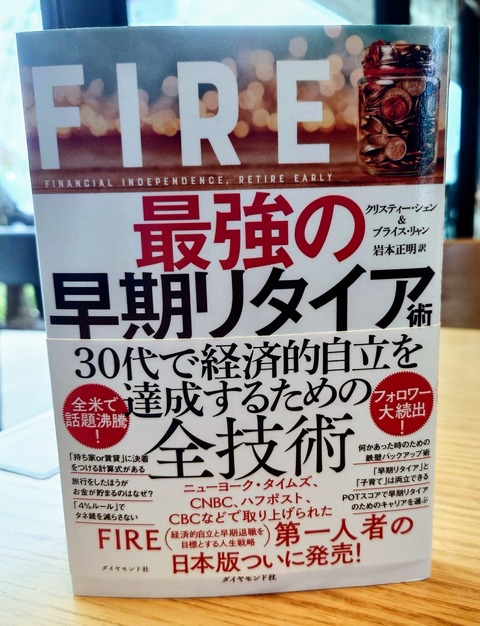 FIRE
FINANCIAL INDEPENDENCE, RETIRE EARLY
最強の
早期リタイア術
クリスティー・シェン
&
ブライス・リャン
岩本正明 訳
30代で経済的自立を
達成するための
全技術
全米で
話題沸騰
!
フォロワー
大続出!
「持ち家or賃貸」に決着
をつける計算式がある
旅行をしたほうが
お金が貯まるのはなぜ?
「4%ルール」で
タネ銭を減らさない
何かあった時のための
鉄壁バックアップ術
「早期リタイア」と
「子育て」は両立できる
POTスコアで早期リタイア
のためのキャリアを選ぶ
ニューヨーク・タイムズ、
CNBC、ハフポスト、
CBCなどで取り上げられた
FIRE(経済的自立と早期退職を
目標とする人生戦略)第一人者の
日本版ついに発売!
ダイヤモンド社
ダイヤモンド社